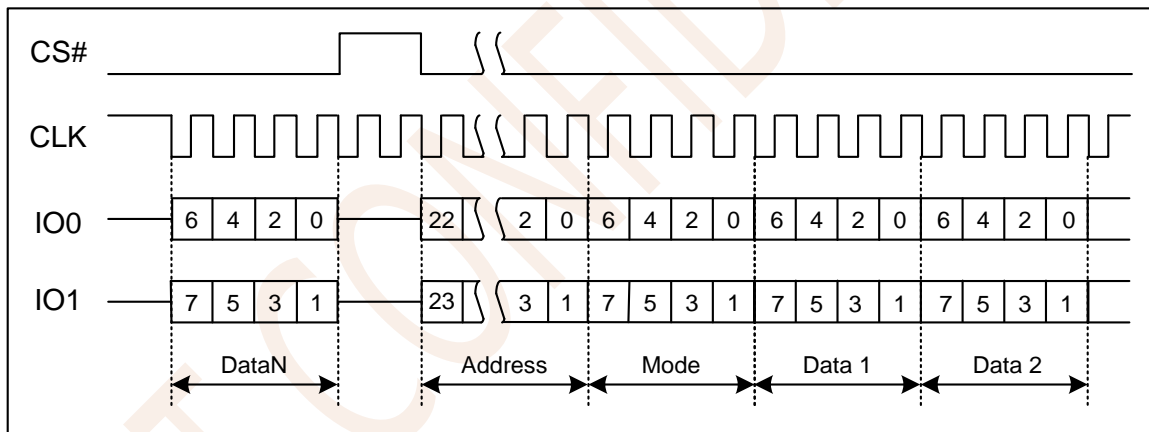 CS#
CLK
IO0 6 4 2 0 22 2 0 6 4 2 0 6 4 2 0 6 4 2 0
IO1 7 5 3 1 23 3 1 7 5 3 1 7 5 3 1 7 5 3 1
DataN Address Mode Data 1 Data 2